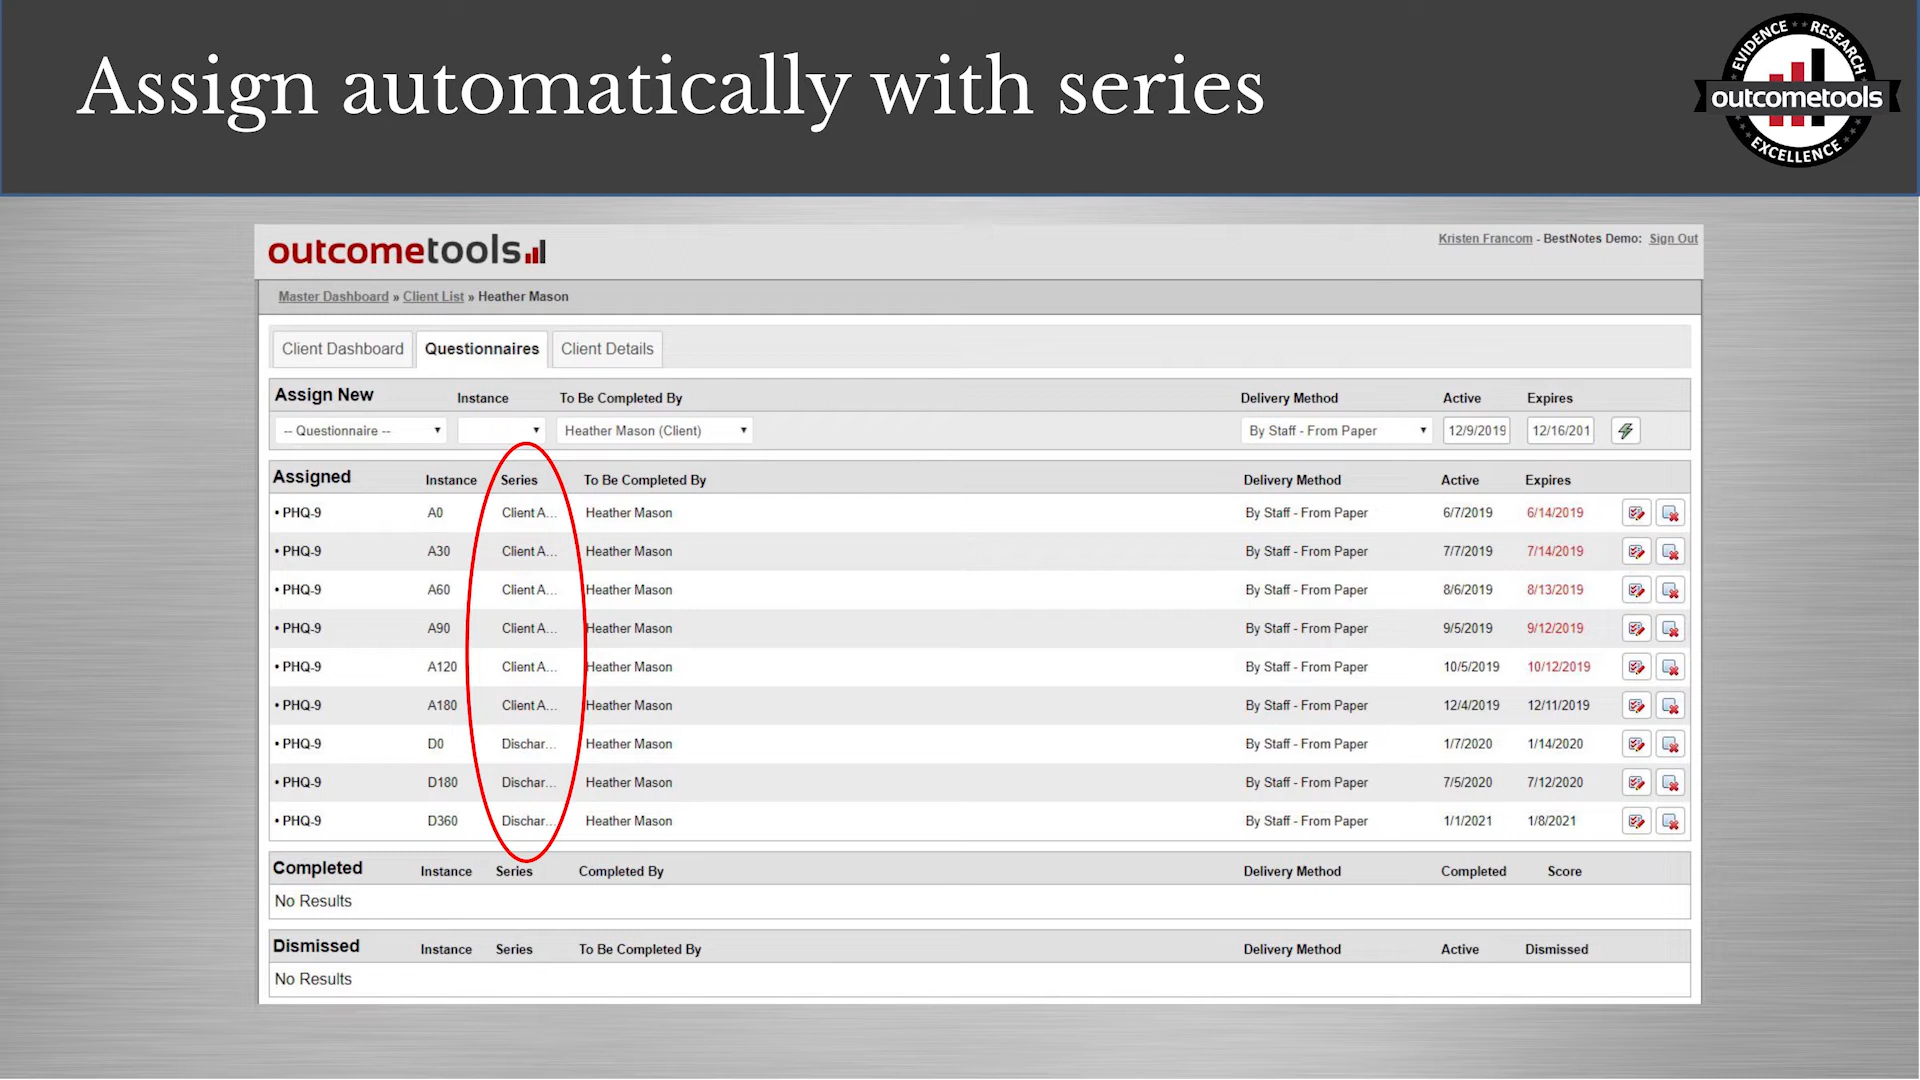 Assign automatically with series
EVIDENCE ★★ RESEARCH
outcometools
EXCELLENCE
outcometools
Kristen Francom - BestNotes Demo: Sign Out
Master Dashboard » Client List » Heather Mason
Client Dashboard Questionnaires Client Details
Assign New Instance To Be Completed By Delivery Method Active Expires
-- Questionnaire -- Heather Mason (Client) By Staff - From Paper 12/9/2019 12/16/201
Assigned Instance Series To Be Completed By Delivery Method Active Expires
• PHQ-9 A0 Client A... Heather Mason By Staff - From Paper 6/7/2019 6/14/2019
• PHQ-9 A30 Client A... Heather Mason By Staff - From Paper 7/7/2019 7/14/2019
• PHQ-9 A60 Client A... Heather Mason By Staff - From Paper 8/6/2019 8/13/2019
• PHQ-9 A90 Client A... Heather Mason By Staff - From Paper 9/5/2019 9/12/2019
• PHQ-9 A120 Client A... Heather Mason By Staff - From Paper 10/5/2019 10/12/2019
• PHQ-9 A180 Client A... Heather Mason By Staff - From Paper 12/4/2019 12/11/2019
• PHQ-9 D0 Dischar... Heather Mason By Staff - From Paper 1/7/2020 1/14/2020
• PHQ-9 D180 Dischar... Heather Mason By Staff - From Paper 7/5/2020 7/12/2020
• PHQ-9 D360 Dischar... Heather Mason By Staff - From Paper 1/1/2021 1/8/2021
Completed Instance Series Completed By Delivery Method Completed Score
No Results
Dismissed Instance Series To Be Completed By Delivery Method Active Dismissed
No Results